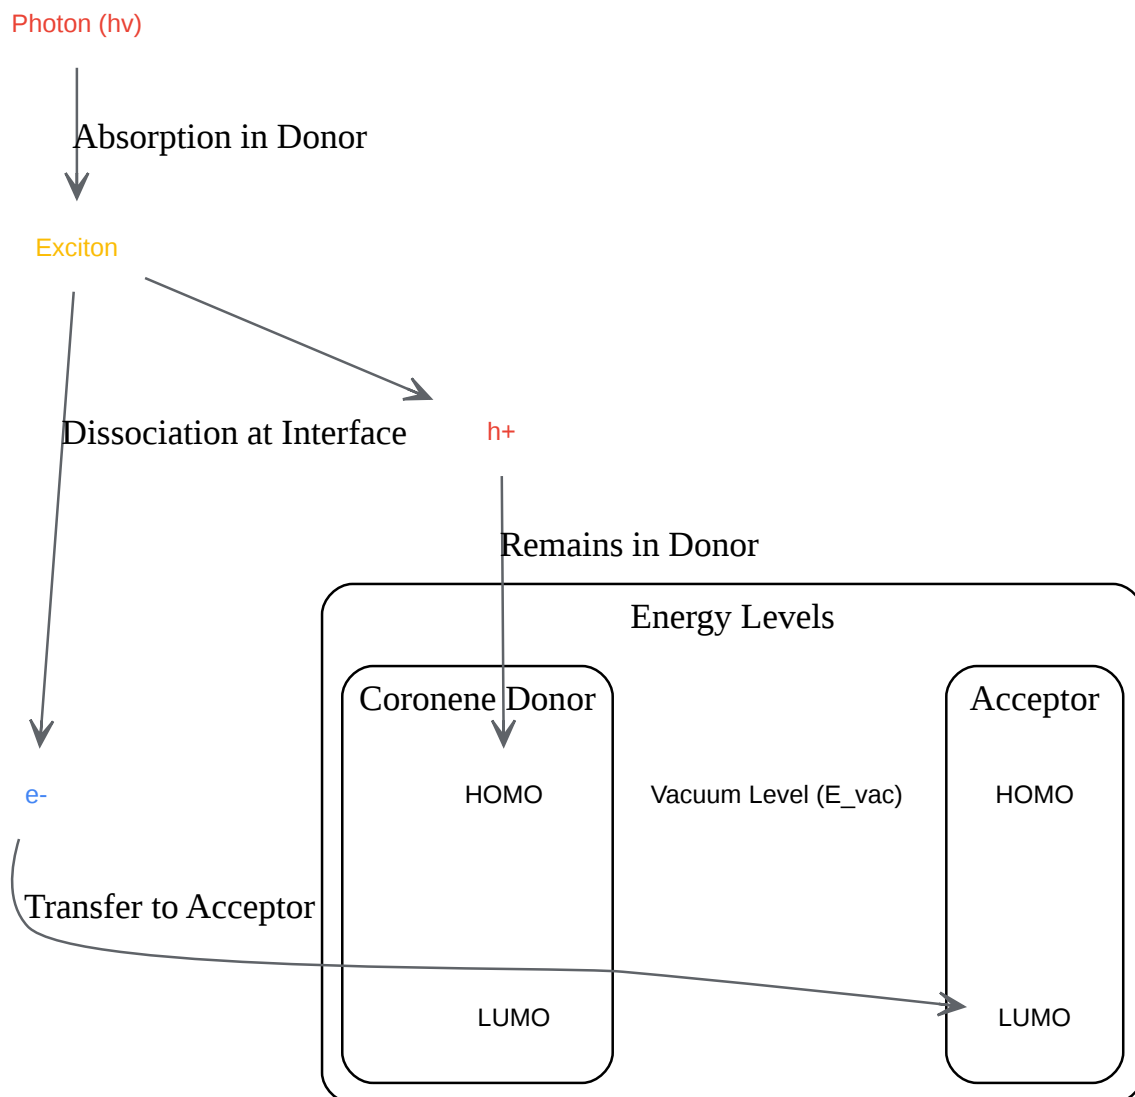 Photon (hv)
Absorption in Donor
Exciton
Dissociation at Interface
h+
Remains in Donor
Energy Levels
Coronene Donor
Acceptor
e-
HOMO
Vacuum Level (E_vac)
HOMO
Transfer to Acceptor
LUMO
LUMO